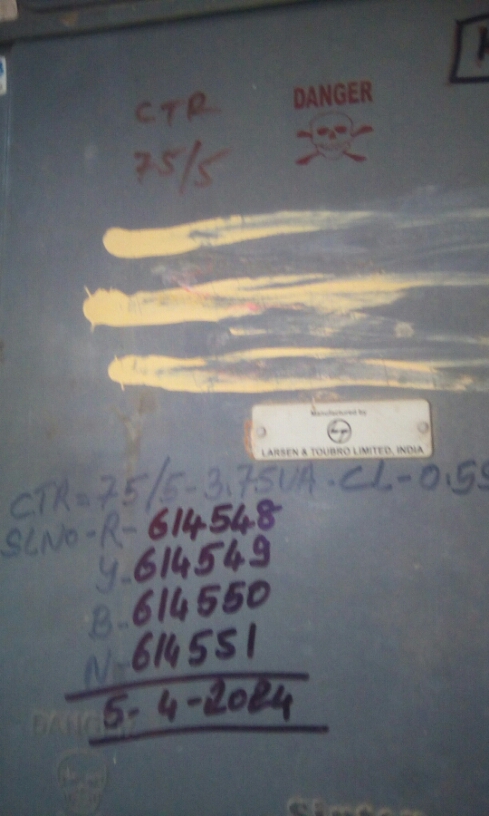 CTR
DANGER
75/5
Manufactured by
LARSEN & TOUBRO LIMITED, INDIA
CTR=75/5-3.75VA.CL-0.5S
SLNO-R-614548
Y-614549
B-614550
N-614551
5-4-2024
DANGER